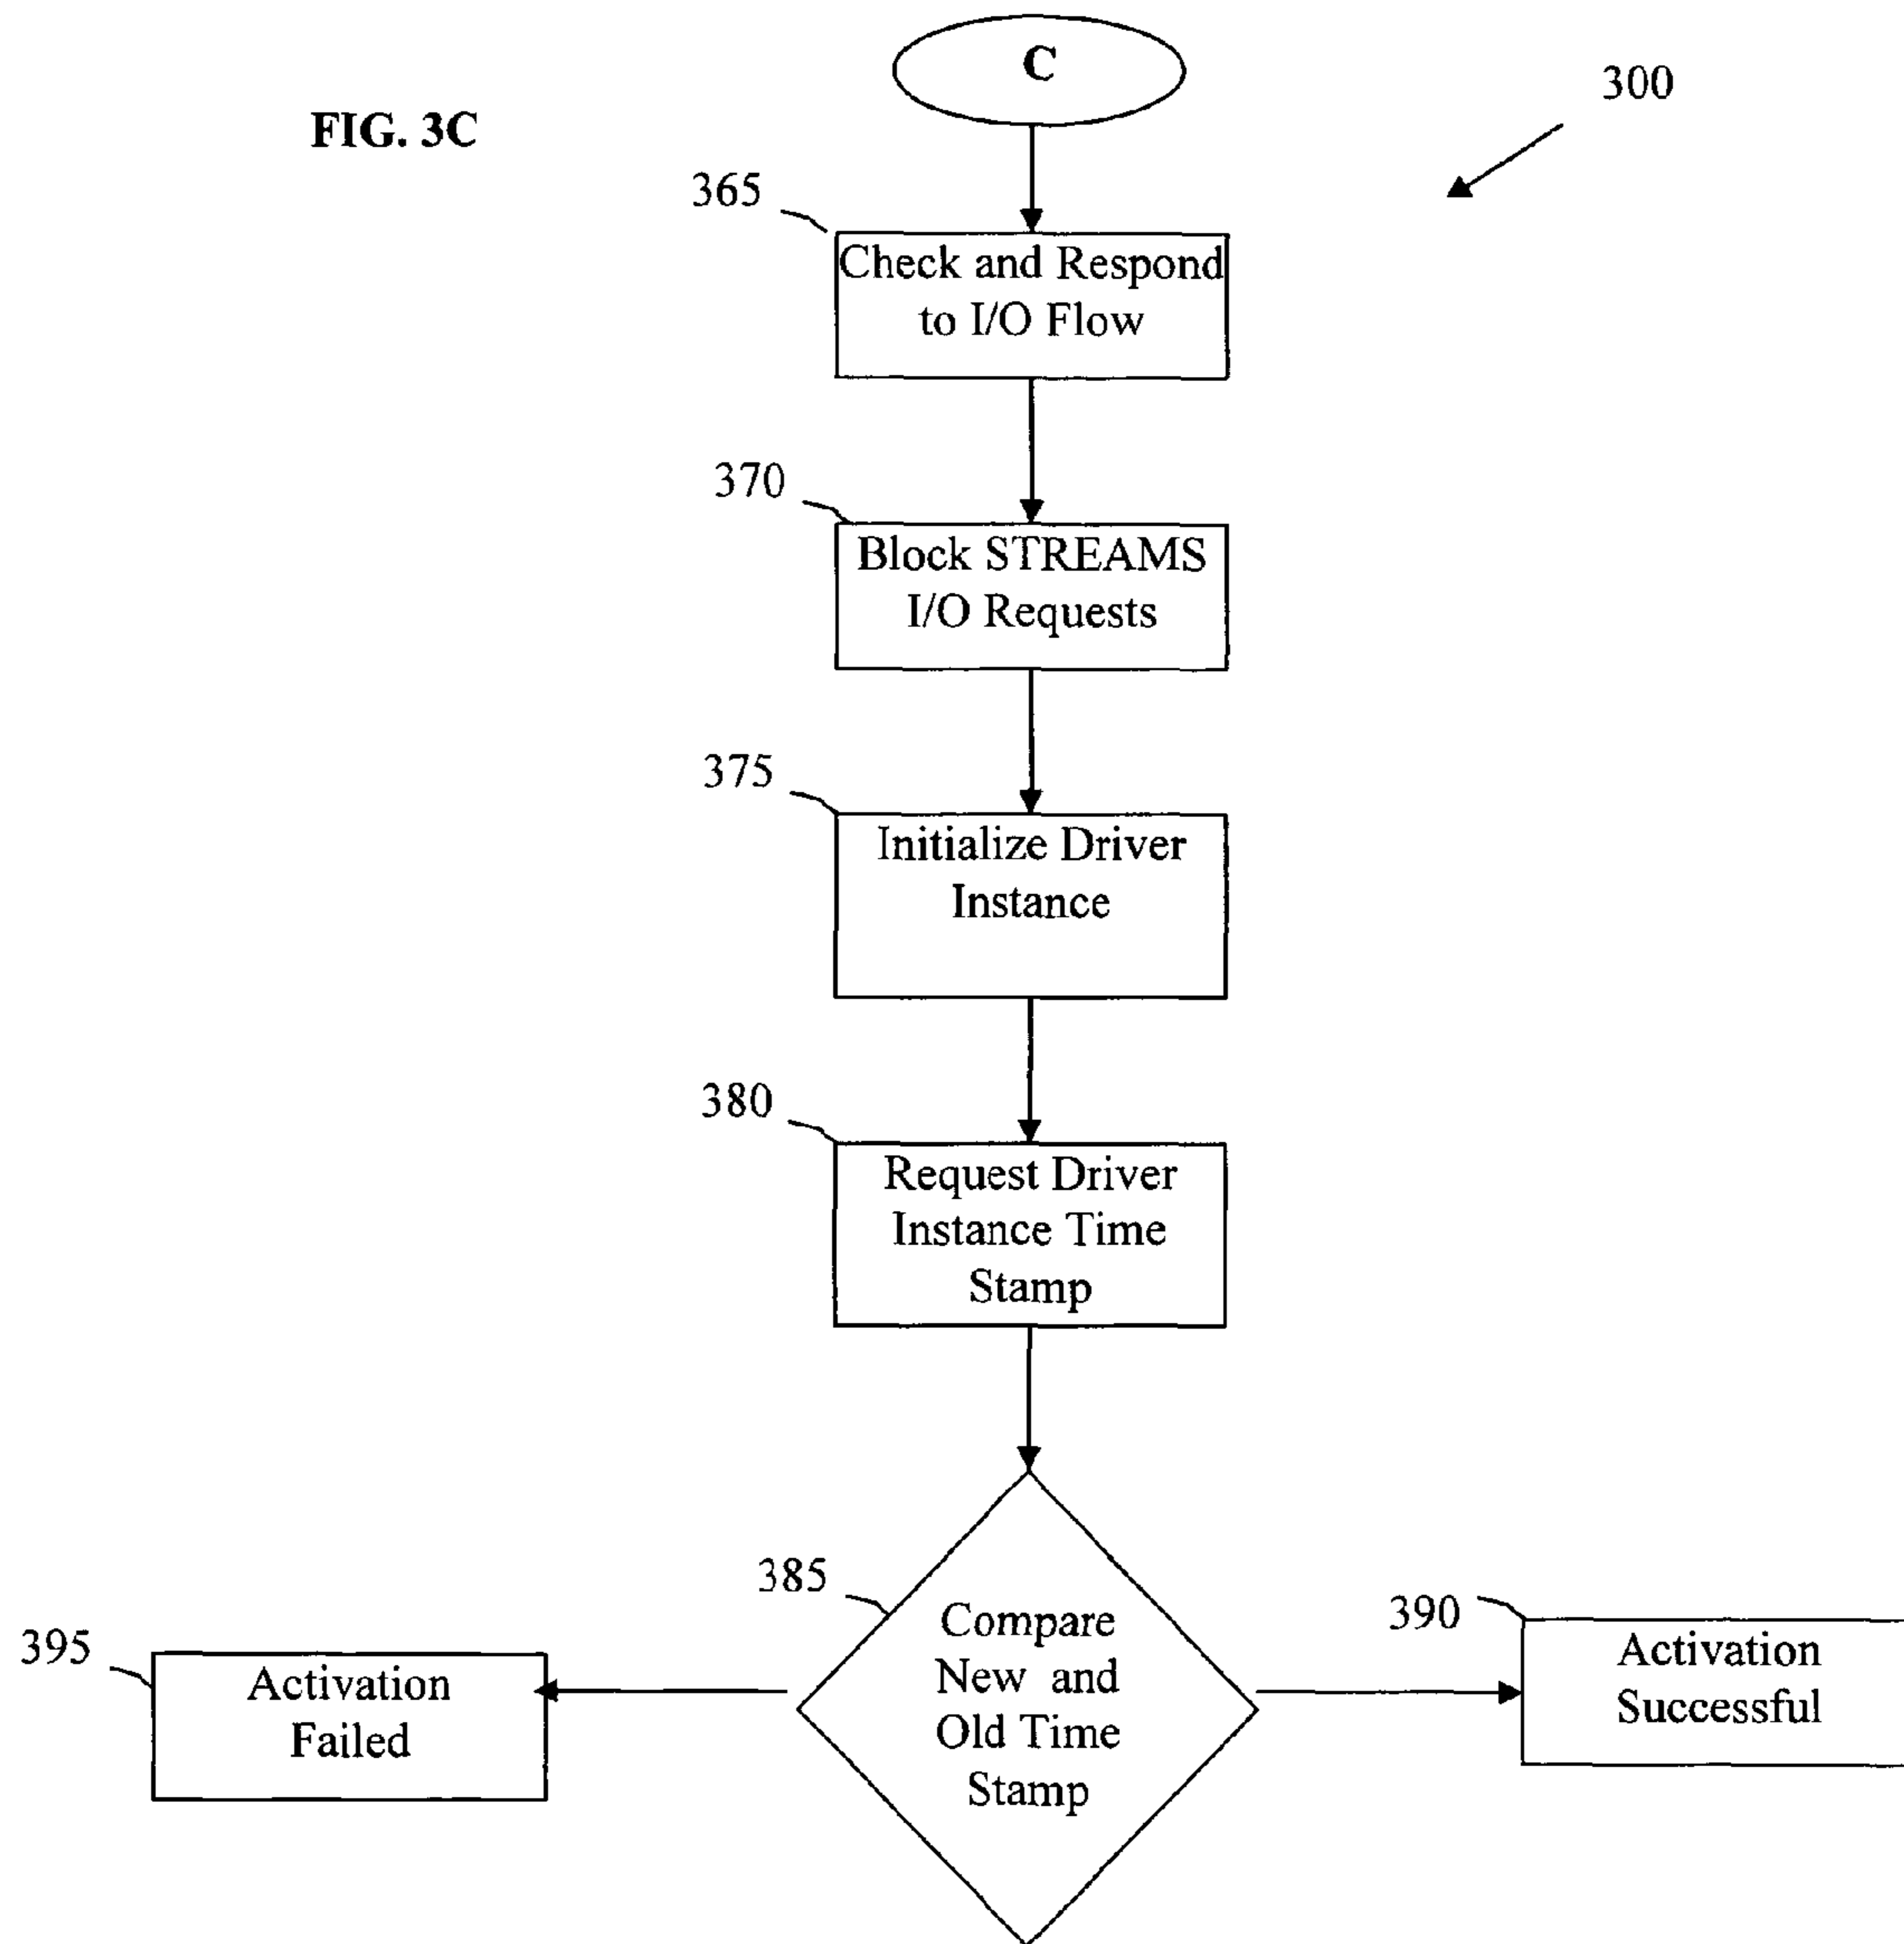 C
300
FIG. 3C
365
Check and Respond
to I/O Flow
370
Block STREAMS
I/O Requests
375
Initialize Driver
Instance
380
Request Driver
Instance Time
Stamp
385
Compare
New and
Old Time
Stamp
390
Activation
Successful
395
Activation
Failed